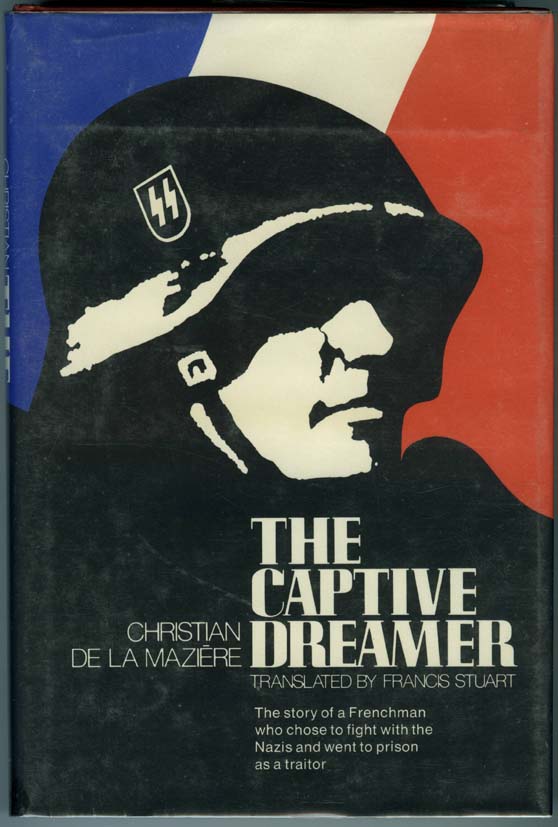 SS
THE
CAPTIVE
CHRISTIAN
DE LA MAZIÈRE
DREAMER
TRANSLATED BY FRANCIS STUART
The story of a Frenchman
who chose to fight with the
Nazis and went to prison
as a traitor